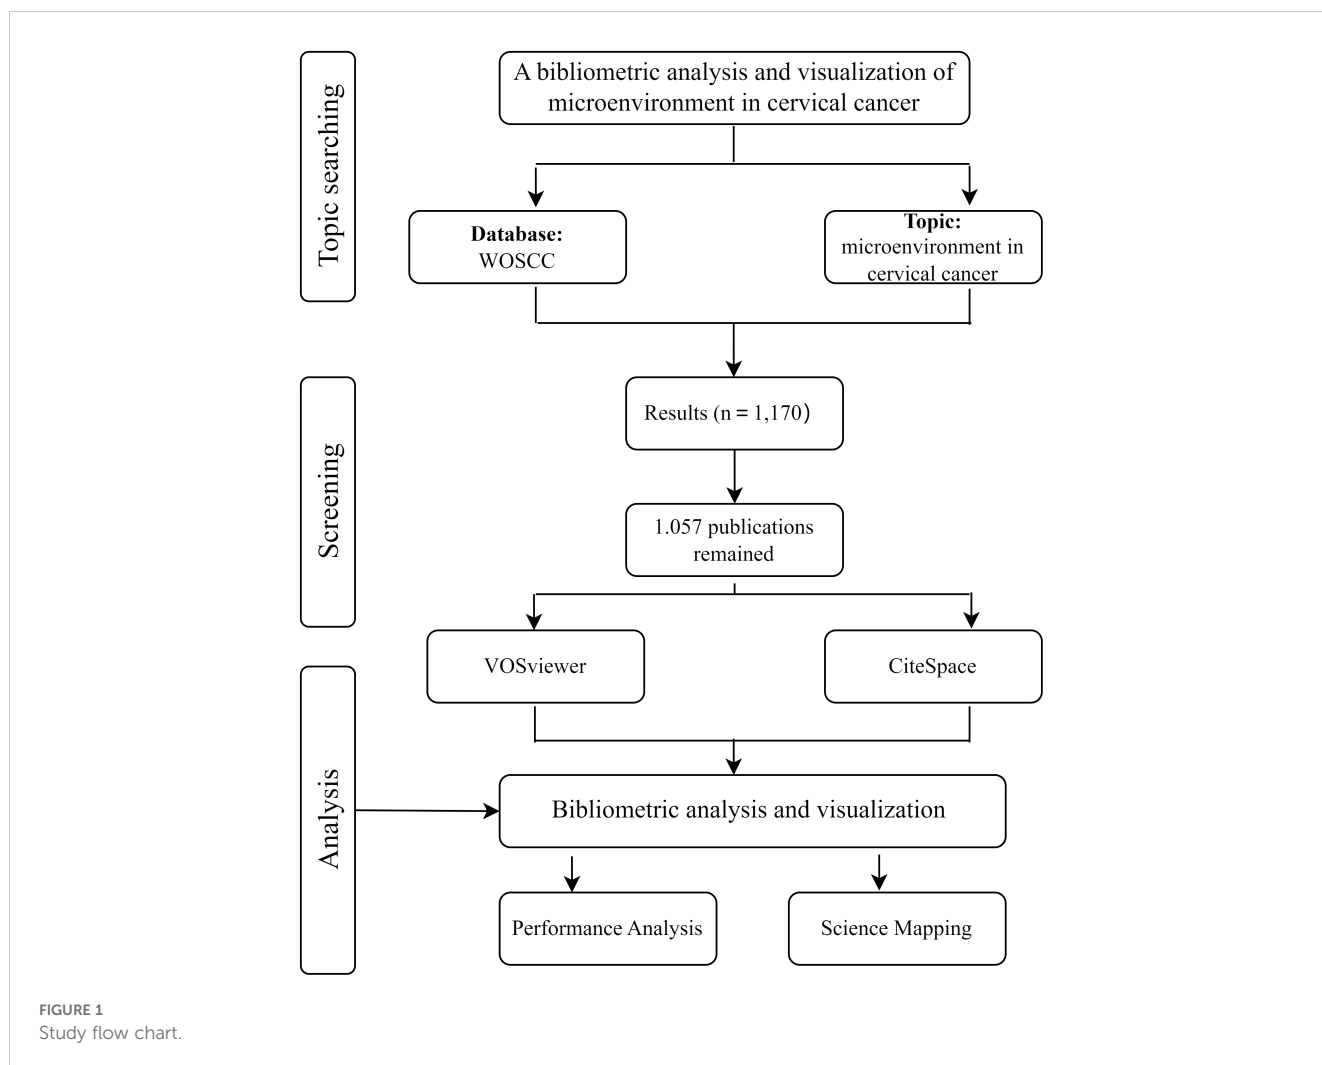 Topic searching
A bibliometric analysis and visualization of
microenvironment in cervical cancer
Database:
WOSCC
Topic:
microenvironment in
cervical cancer
Screening
Results (n = 1,170)
1.057 publications
remained
VOSviewer
CiteSpace
Analysis
Bibliometric analysis and visualization
Performance Analysis
Science Mapping
FIGURE 1
Study flow chart.